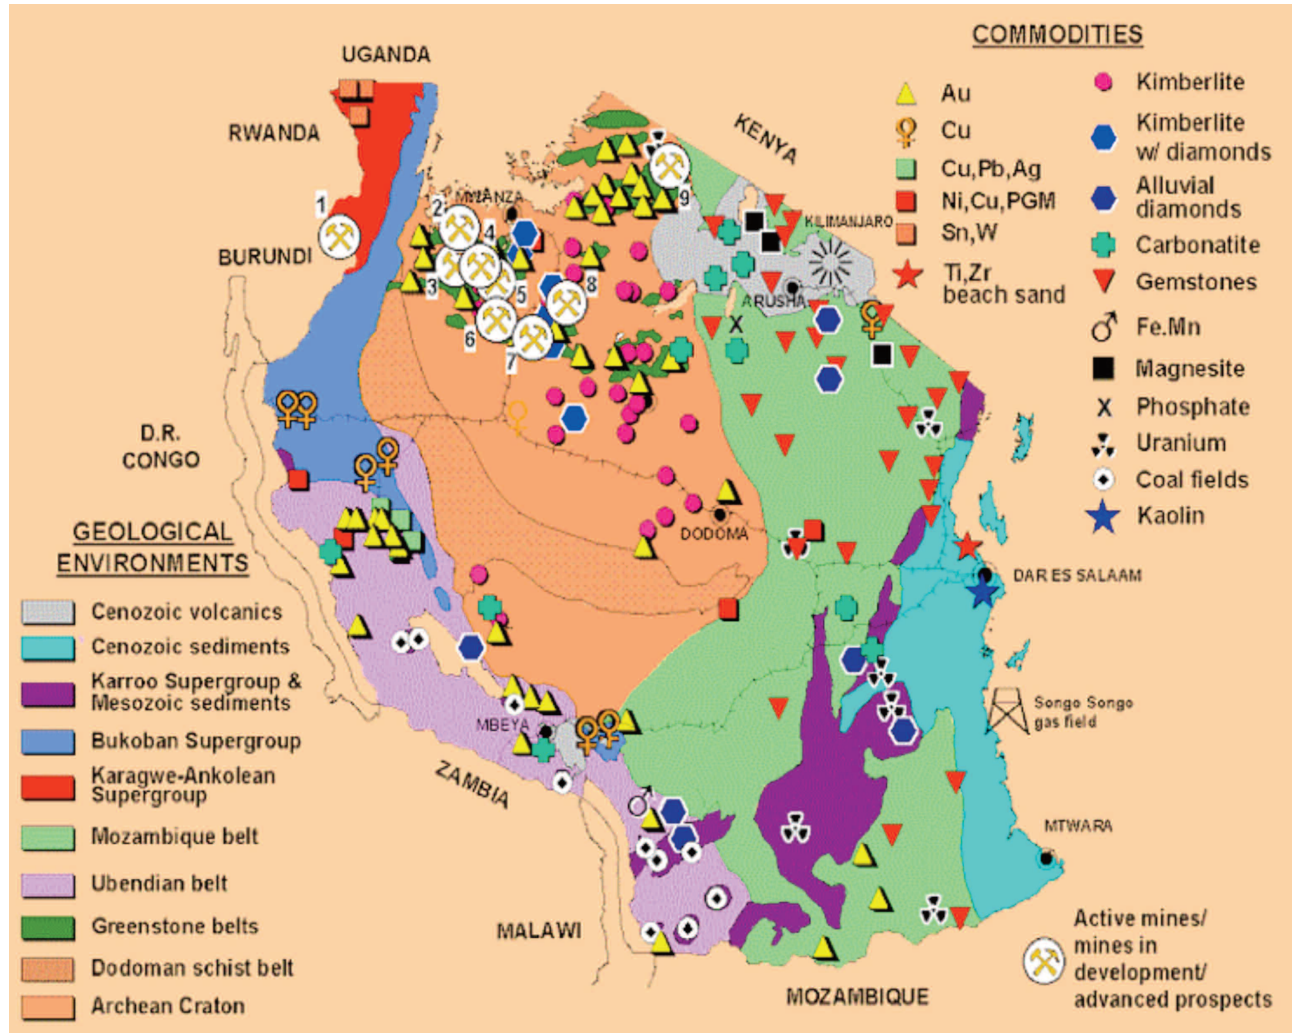 COMMODITIES
Au
Cu
Cu,Pb,Ag
Ni,Cu,PGM
Sn,W
Ti,Zr
beach sand
Kimberlite
Kimberlite
w/ diamonds
Alluvial
diamonds
Carbonatite
Gemstones
Fe.Mn
Magnesite
X Phosphate
Uranium
Coal fields
Kaolin
UGANDA
RWANDA
KENYA
1
BURUNDI
2
MWANZA
9
4
KILIMANJARO
3
5
8
ARUSHA
6
X
7
D.R.
CONGO
DODOMA
DAR ES SALAAM
MBEYA
Songo Songo
gas field
ZAMBIA
MTWARA
MALAWI
MOZAMBIQUE
GEOLOGICAL
ENVIRONMENTS
Cenozoic volcanics
Cenozoic sediments
Karroo Supergroup &
Mesozoic sediments
Bukoban Supergroup
Karagwe-Ankolean
Supergroup
Mozambique belt
Ubendian belt
Greenstone belts
Dodoman schist belt
Archean Craton
Active mines/
mines in
development/
advanced prospects